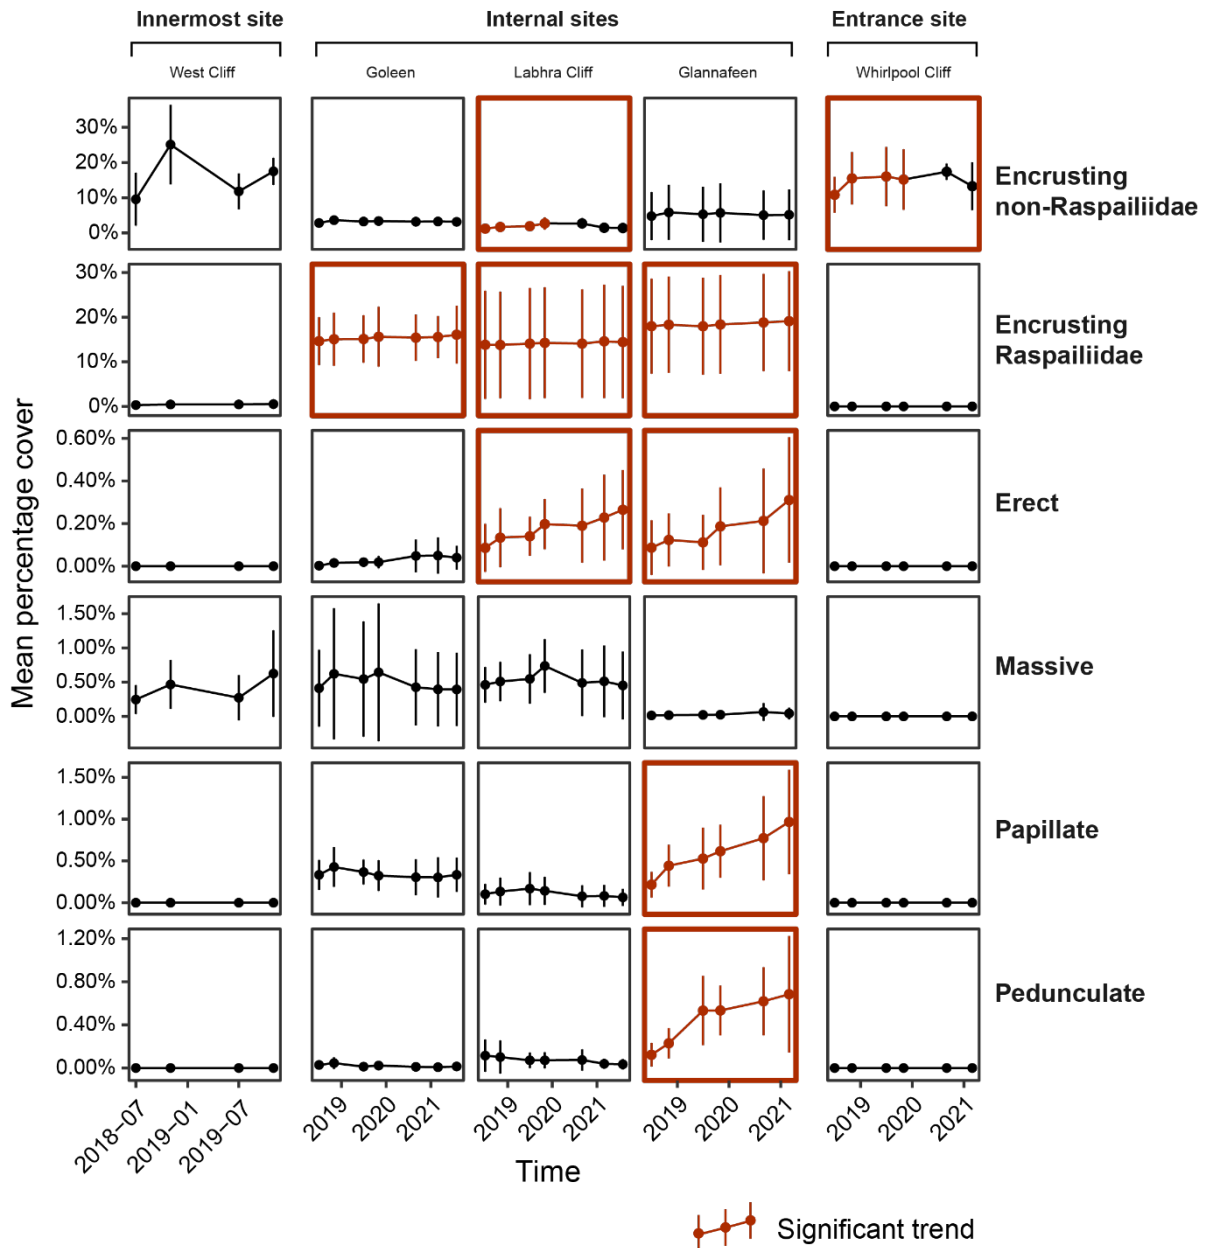 Innermost site
Internal sites
Entrance site
West Cliff
Goleen
Labhra Cliff
Glannafeen
Whirlpool Cliff
30%
20%
10%
0%
Encrusting
non-Raspailiidae
30%
20%
10%
0%
Encrusting
Raspailiidae
0.60%
0.40%
0.20%
0.00%
Erect
1.50%
1.00%
0.50%
0.00%
Massive
1.50%
1.00%
0.50%
0.00%
Papillate
1.20%
0.80%
0.40%
0.00%
Pedunculate
Mean percentage cover
2018–07
2019–01
2019–07
2019
2020
2021
2019
2020
2021
2019
2020
2021
2019
2020
2021
Time
Significant trend